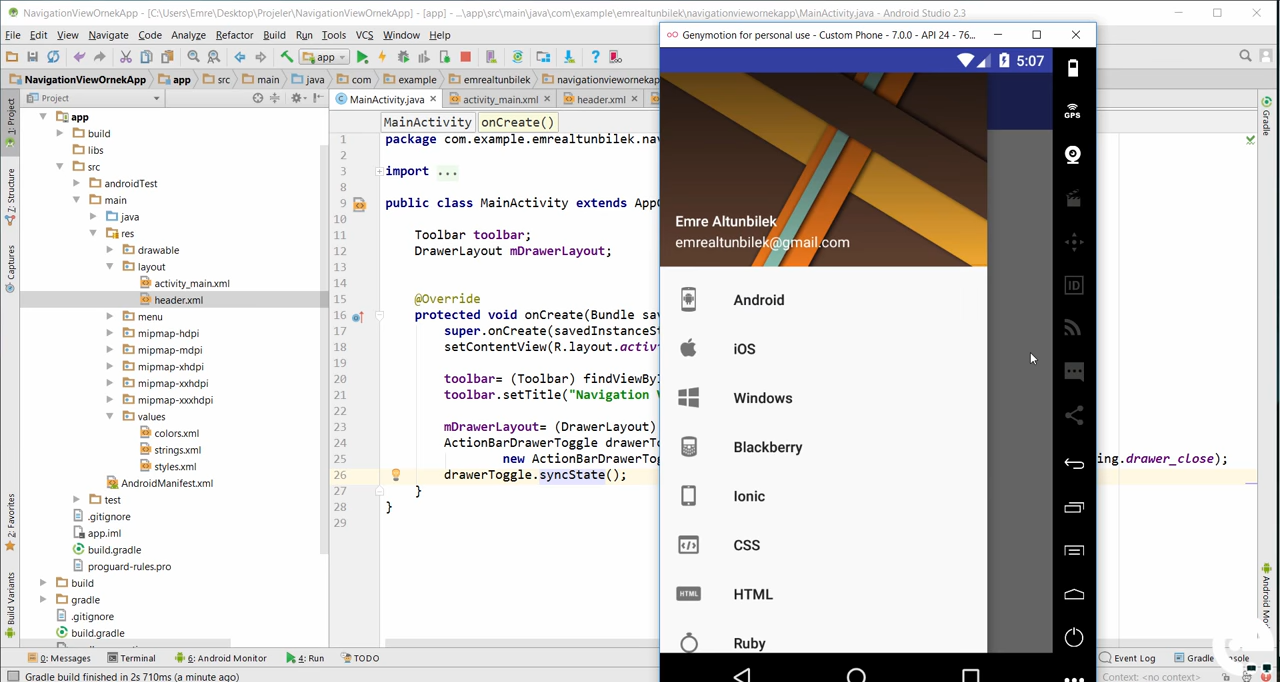 NavigationViewOrnekApp - [C:\Users\Emre\Desktop\Projeler\NavigationViewOrnekApp] - [app] - ...\app\src\main\java\com\example\emrealtunbilek\navigationviewornekapp\MainActivity.java - Android Studio 2.3
File Edit View Navigate Code Analyze Refactor Build Run Tools VCS Window Help
Genymotion for personal use - Custom Phone - 7.0.0 - API 24 - 76...
app
NavigationViewOrnekApp app src main java com example emrealtunbilek navigationviewornekapp
Project
MainActivity.java activity_main.xml header.xml
MainActivity onCreate()
1: Project
Z: Structure
Captures
2: Favorites
Build Variants
app
build
libs
src
androidTest
main
java
res
drawable
layout
activity_main.xml
header.xml
menu
mipmap-hdpi
mipmap-mdpi
mipmap-xhdpi
mipmap-xxhdpi
mipmap-xxxhdpi
values
colors.xml
strings.xml
styles.xml
AndroidManifest.xml
test
.gitignore
app.iml
build.gradle
proguard-rules.pro
build
gradle
.gitignore
build.gradle
1 package com.example.emrealtunbilek.na
2
3 import ...
8
9 public class MainActivity extends App
10
11 Toolbar toolbar;
12 DrawerLayout mDrawerLayout;
13
14
15 @Override
16 protected void onCreate(Bundle sav
17 super.onCreate(savedInstanceSt
18 setContentView(R.layout.activi
19
20 toolbar= (Toolbar) findViewBy
21 toolbar.setTitle("Navigation V
22
23 mDrawerLayout= (DrawerLayout)
24 ActionBarDrawerToggle drawerTo
25 new ActionBarDrawerTog ng.drawer_close);
26 drawerToggle.syncState();
27 }
28 }
29
5:07
Emre Altunbilek
emrealtunbilek@gmail.com
Android
iOS
Windows
Blackberry
Ionic
CSS
HTML
HTML
Ruby
GPS
ID
Gradle
Android Mo
0: Messages Terminal 6: Android Monitor 4: Run TODO Event Log Gradle Console
Gradle build finished in 2s 710ms (a minute ago) Context: <no context>